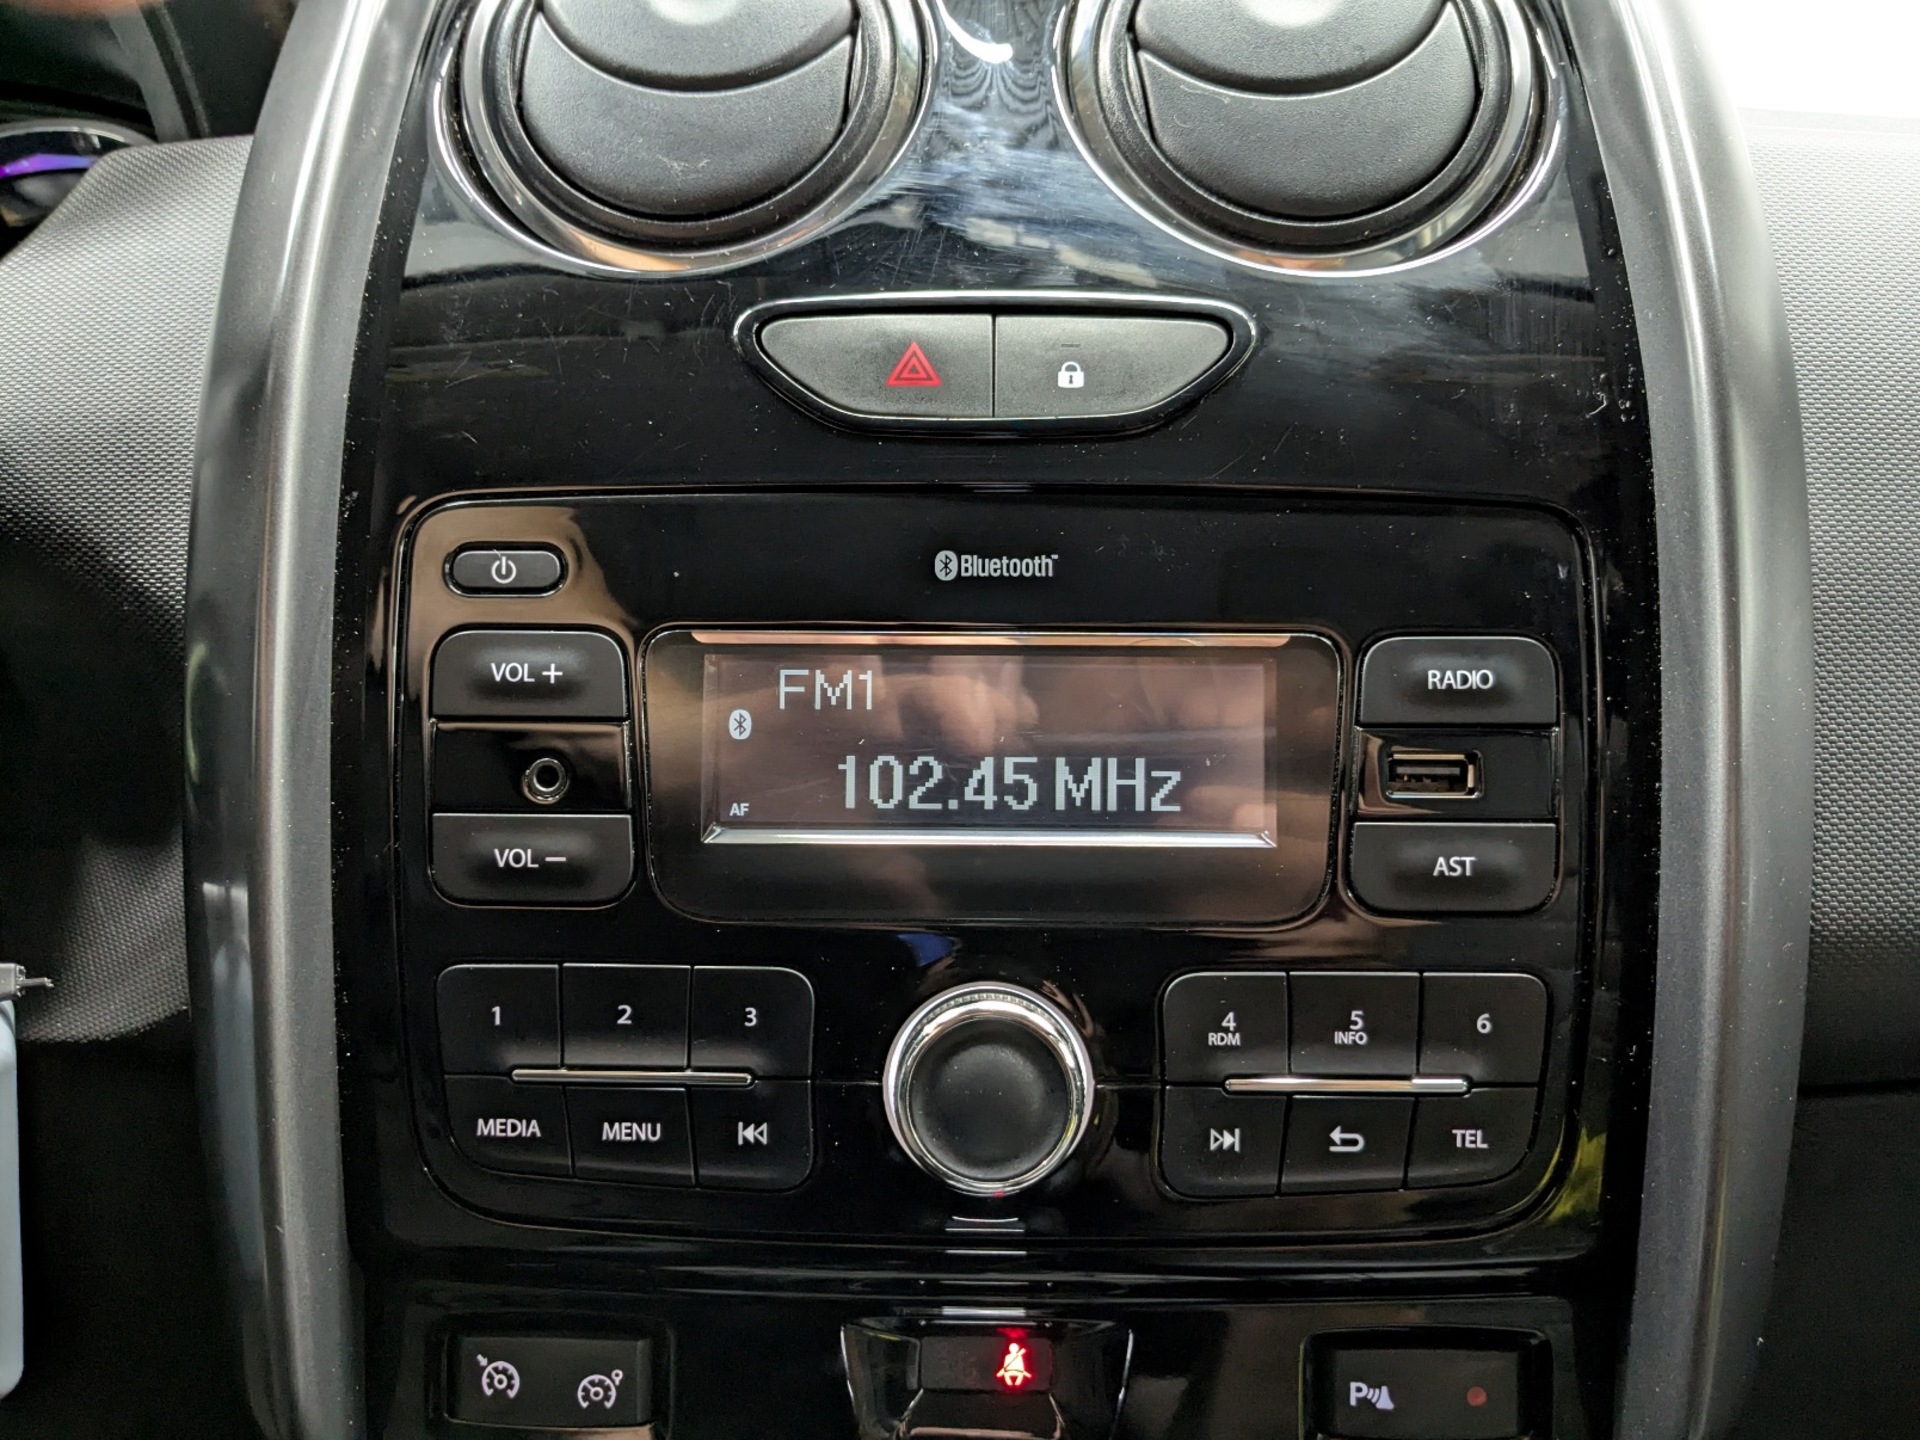 Bluetooth™
VOL +
FM1
RADIO
102.45 MHz
AF
VOL −
AST
1
2
3
4
RDM
5
INFO
6
MEDIA
MENU
TEL
P